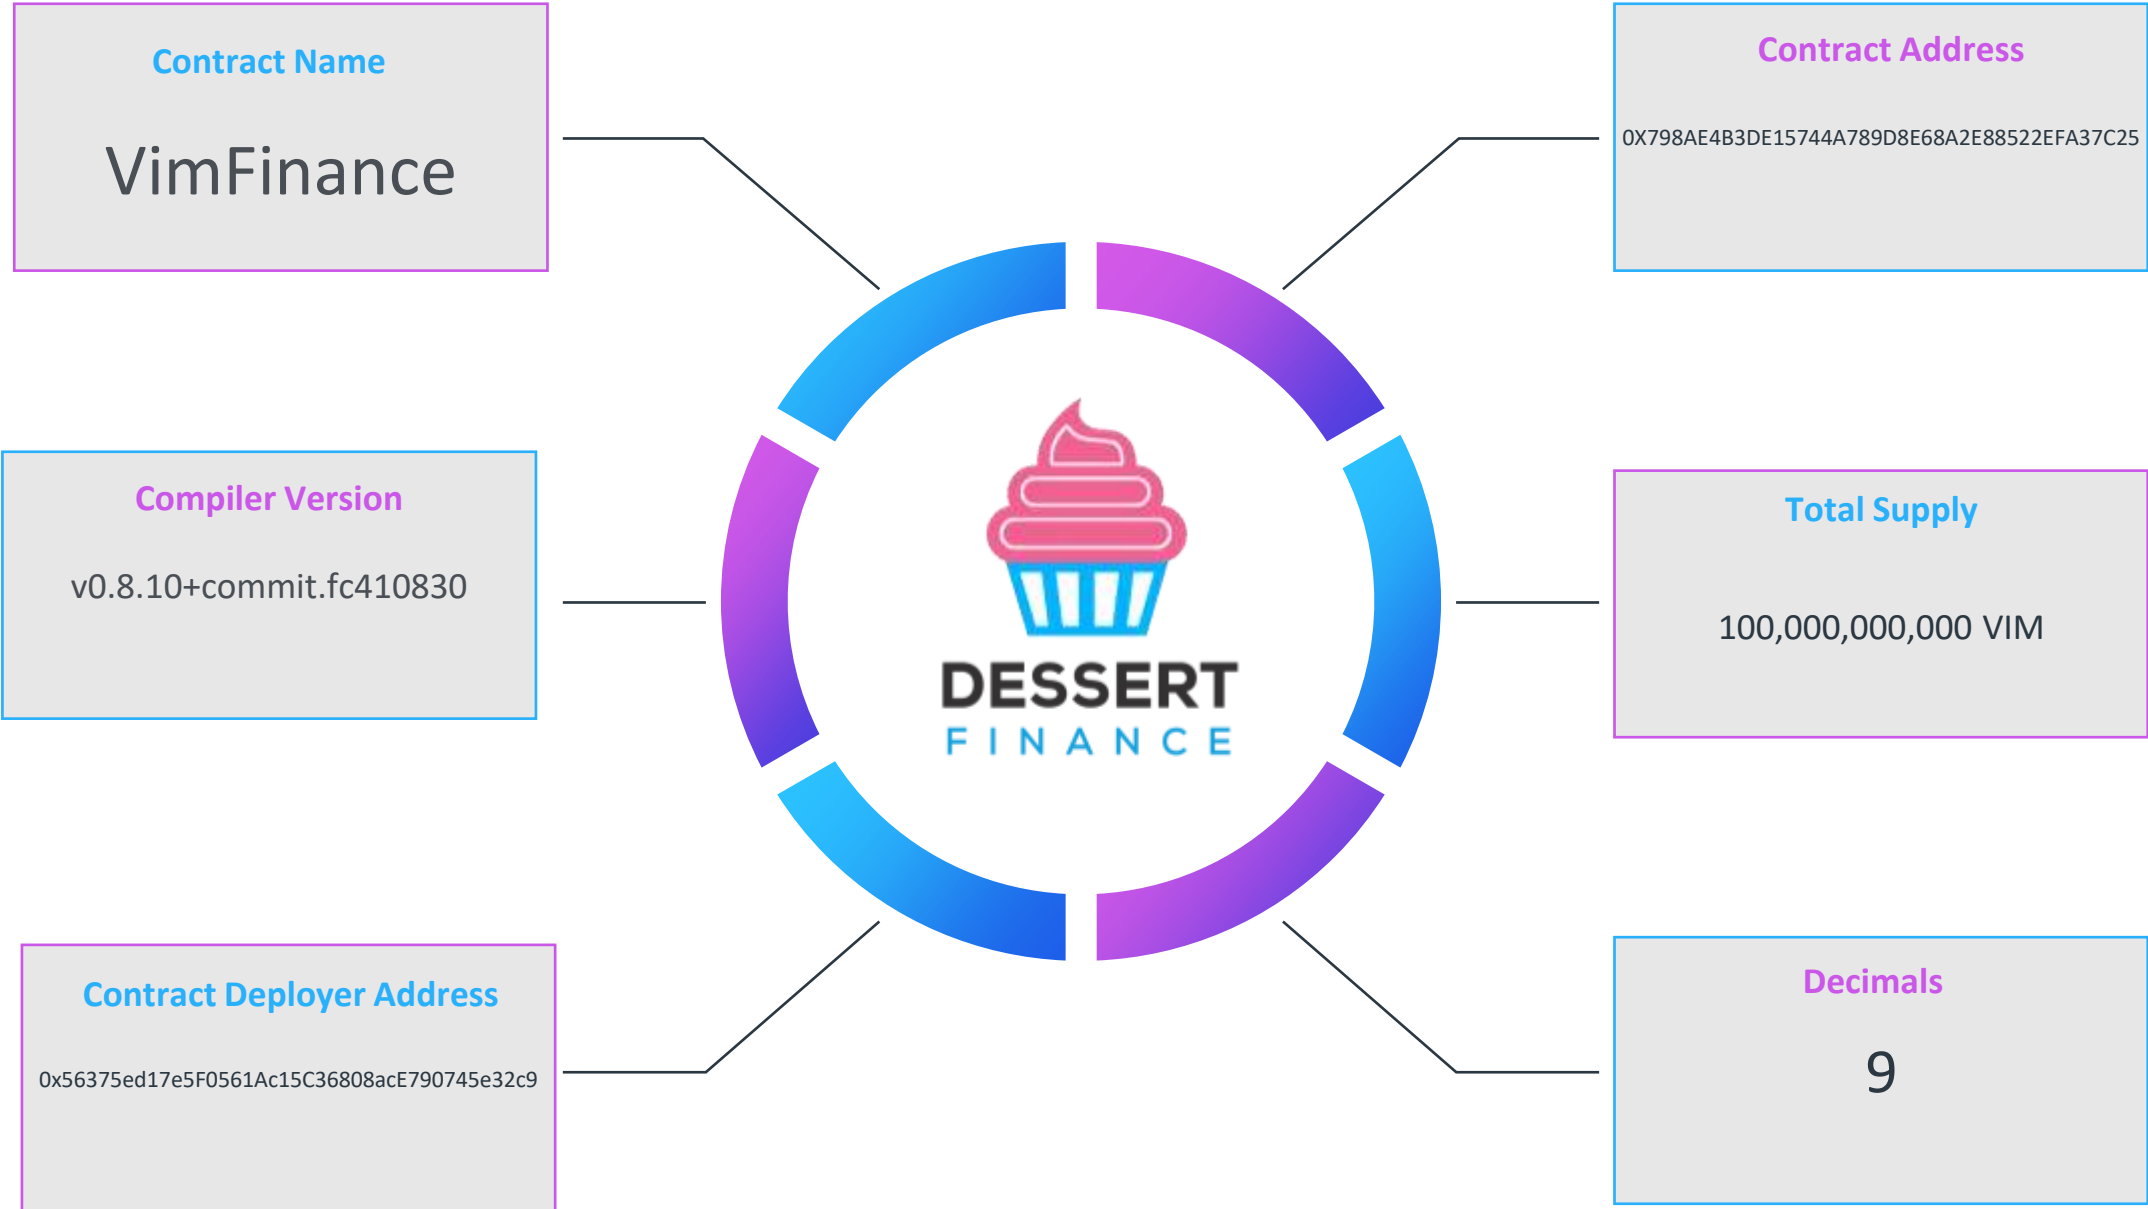 Contract Name
VimFinance
Contract Address
0X798AE4B3DE15744A789D8E68A2E88522EFA37C25
Compiler Version
v0.8.10+commit.fc410830
Total Supply
100,000,000,000 VIM
DESSERT
FINANCE
Contract Deployer Address
0x56375ed17e5F0561Ac15C36808acE790745e32c9
Decimals
9